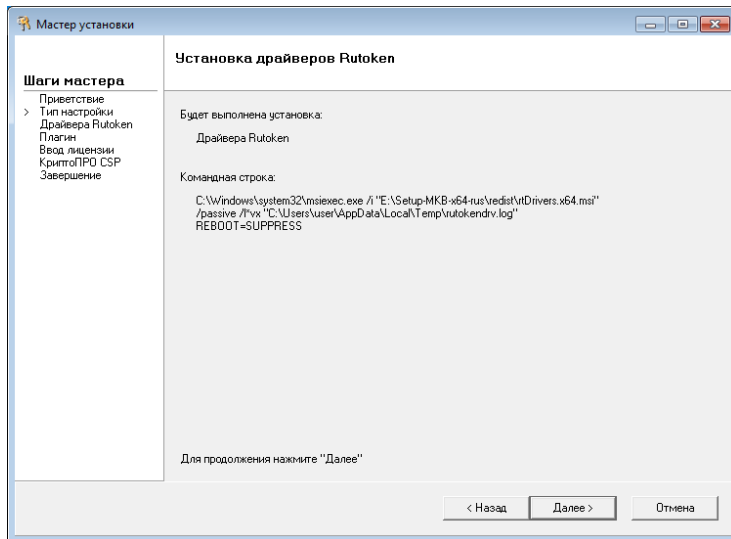 Мастер установки
Установка драйверов Rutoken
Шаги мастера
Приветствие
> Тип настройки
Драйвера Rutoken
Плагин
Ввод лицензии
КриптоПРО CSP
Завершение
Будет выполнена установка:
Драйвера Rutoken
Командная строка:
C:\Windows\system32\msiexec.exe /i "E:\Setup-MKB-x64-rus\redist\rtDrivers.x64.msi"
/passive /l*vx "C:\Users\user\AppData\Local\Temp\rutokendrv.log"
REBOOT=SUPPRESS
Для продолжения нажмите "Далее"
< Назад
Далее >
Отмена